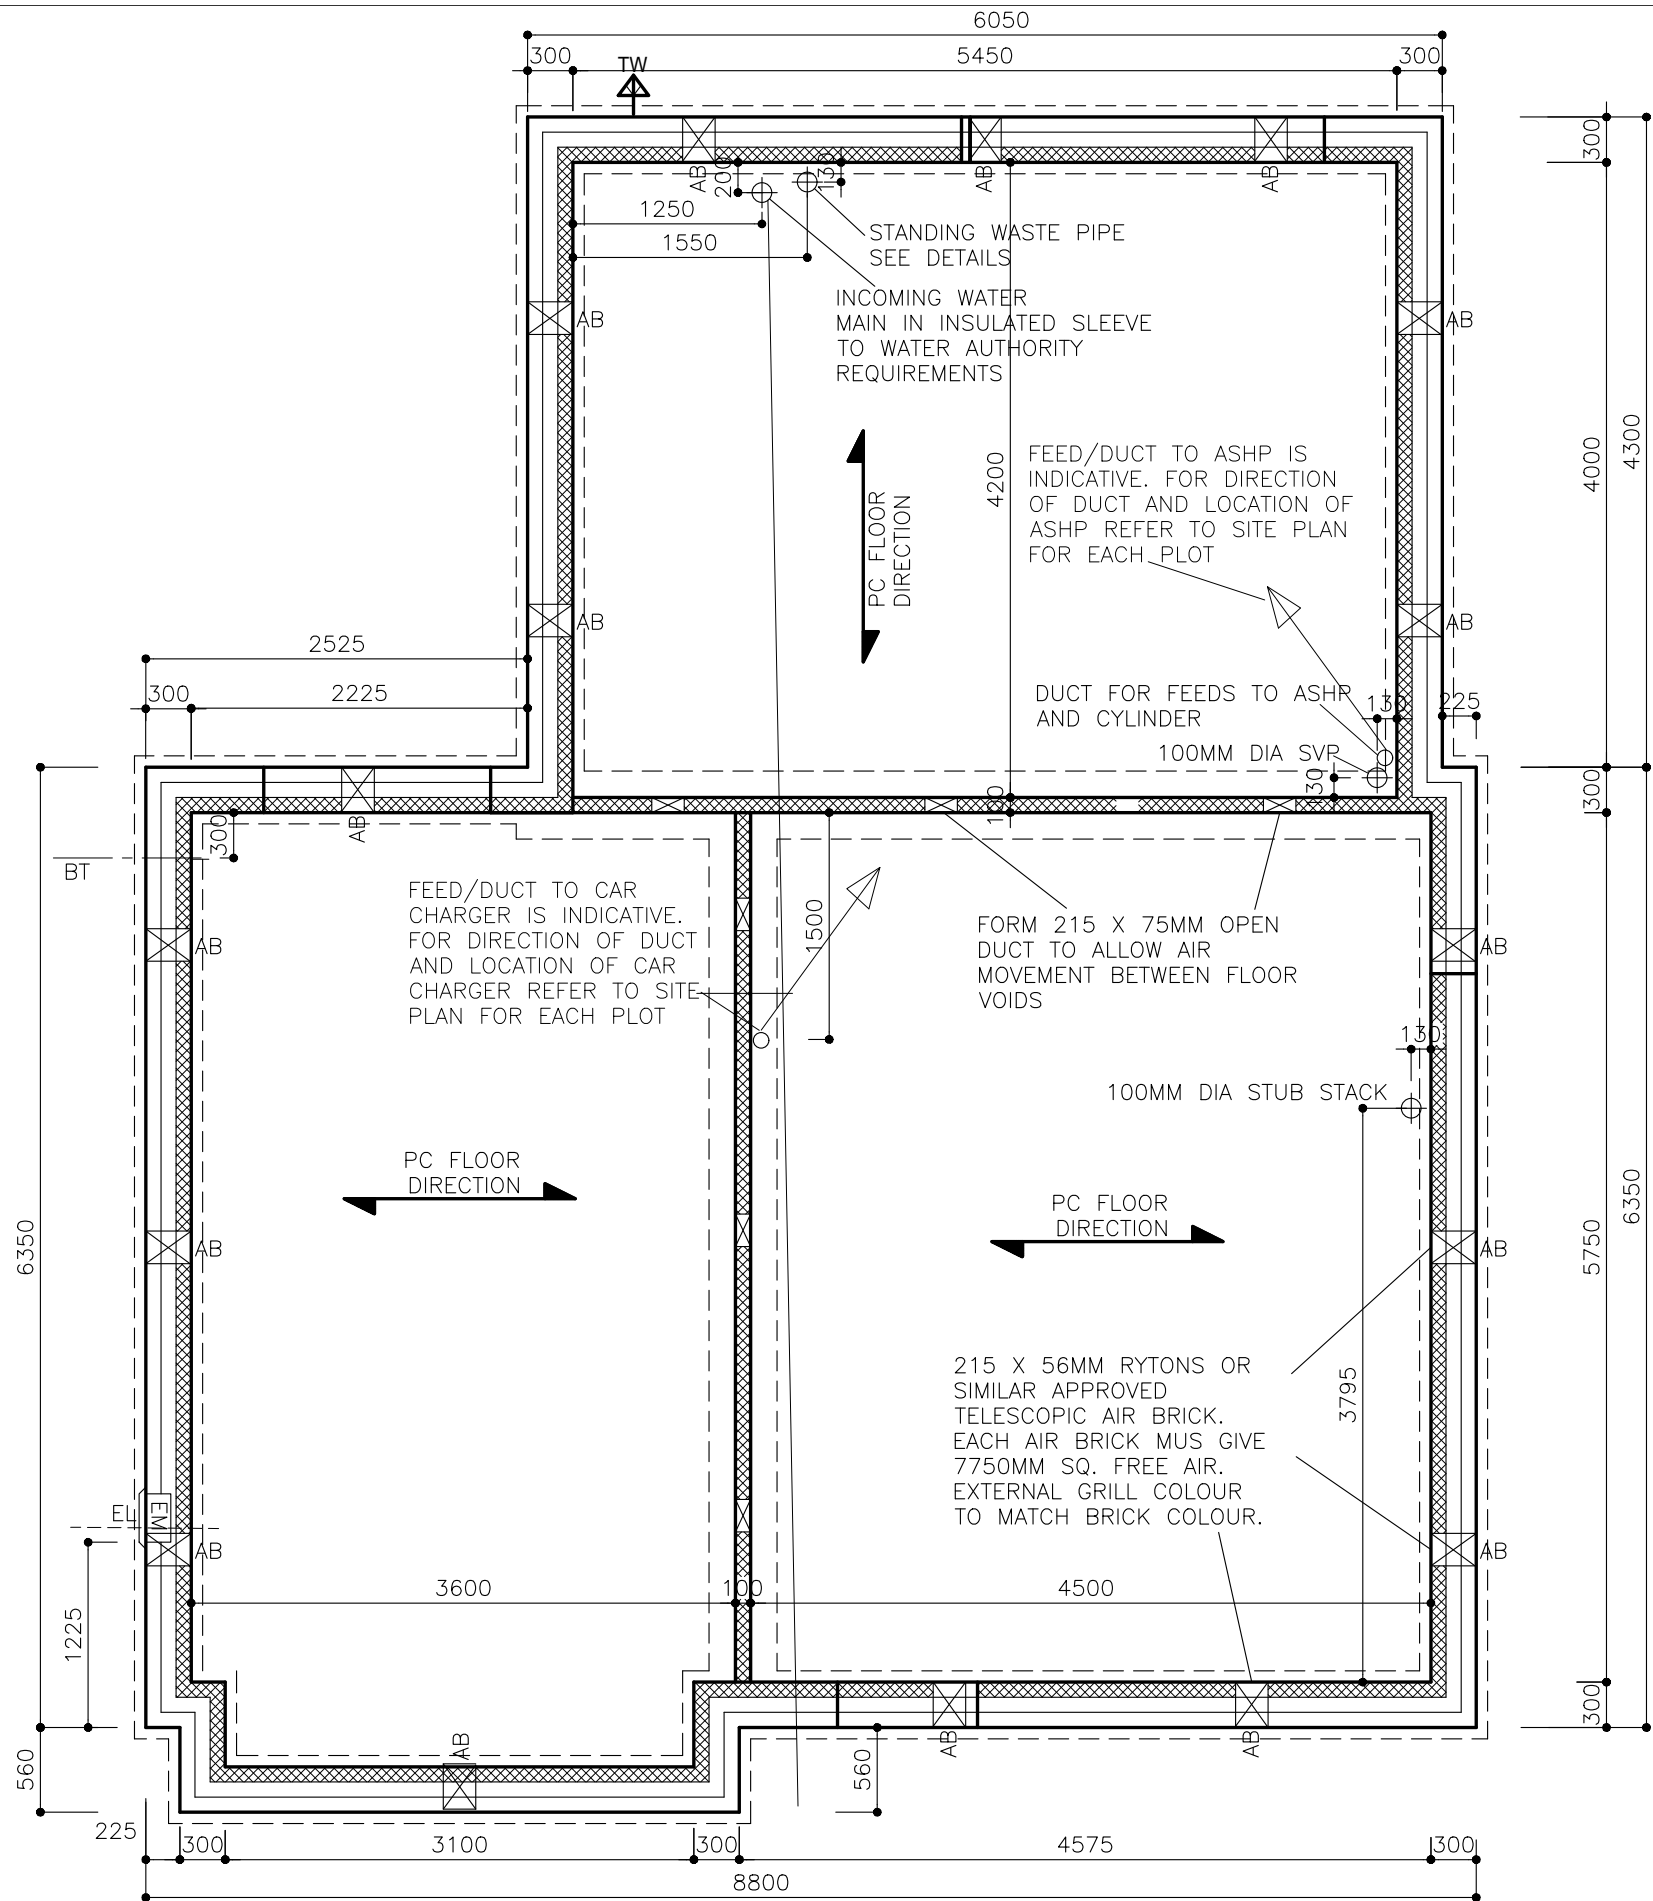 6050
300
5450
300
TW
300
AB
AB
AB
200
130
1250
1550
STANDING WASTE PIPE
SEE DETAILS
INCOMING WATER
MAIN IN INSULATED SLEEVE
TO WATER AUTHORITY
REQUIREMENTS
AB
AB
4200
4000
4300
FEED/DUCT TO ASHP IS
INDICATIVE. FOR DIRECTION
OF DUCT AND LOCATION OF
ASHP REFER TO SITE PLAN
FOR EACH PLOT
PC FLOOR
DIRECTION
AB
AB
2525
300
2225
DUCT FOR FEEDS TO ASHP
AND CYLINDER
130
225
100MM DIA SVP
130
100
300
300
AB
BT
FEED/DUCT TO CAR
CHARGER IS INDICATIVE.
FOR DIRECTION OF DUCT
AND LOCATION OF CAR
CHARGER REFER TO SITE
PLAN FOR EACH PLOT
1500
FORM 215 X 75MM OPEN
DUCT TO ALLOW AIR
MOVEMENT BETWEEN FLOOR
VOIDS
AB
AB
130
100MM DIA STUB STACK
PC FLOOR
DIRECTION
PC FLOOR
DIRECTION
AB
AB
6350
5750
6350
215 X 56MM RYTONS OR
SIMILAR APPROVED
TELESCOPIC AIR BRICK.
EACH AIR BRICK MUS GIVE
7750MM SQ. FREE AIR.
EXTERNAL GRILL COLOUR
TO MATCH BRICK COLOUR.
3795
EL
EM
AB
AB
3600
100
4500
1225
300
560
AB
AB
AB
560
225
300
3100
300
4575
300
8800